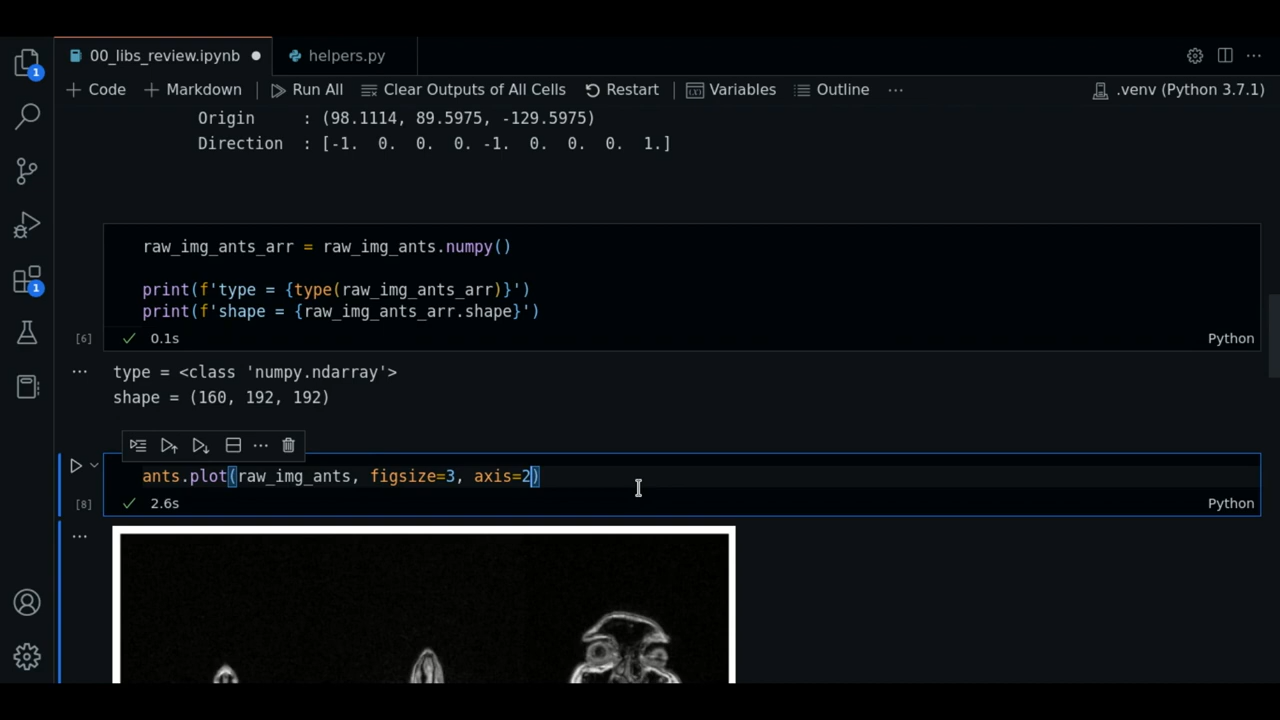 00_libs_review.ipynb
helpers.py
Code Markdown Run All Clear Outputs of All Cells Restart Variables Outline ... .venv (Python 3.7.1)
1
1
Origin : (98.1114, 89.5975, -129.5975)
Direction : [-1. 0. 0. 0. -1. 0. 0. 0. 1.]
raw_img_ants_arr = raw_img_ants.numpy()
print(f'type = {type(raw_img_ants_arr)}')
print(f'shape = {raw_img_ants_arr.shape}')
[6] 0.1s Python
type = <class 'numpy.ndarray'>
shape = (160, 192, 192)
ants.plot(raw_img_ants, figsize=3, axis=2)
[8] 2.6s Python